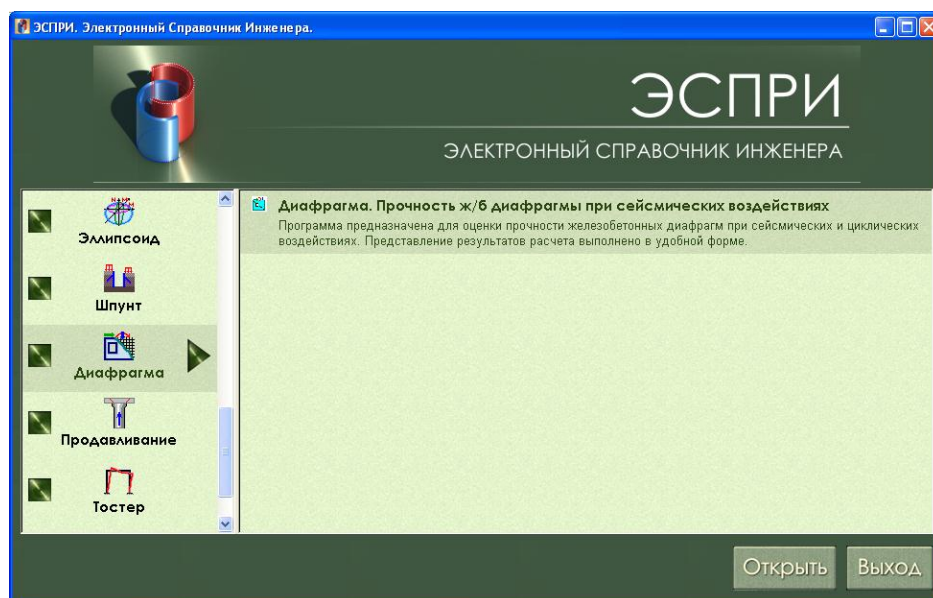 ЭСПРИ. Электронный Справочник Инженера.
ЭСПРИ
ЭЛЕКТРОННЫЙ СПРАВОЧНИК ИНЖЕНЕРА
Эллипсоид
Шпунт
Диафрагма
Продавливание
Тостер
Диафрагма. Прочность ж/б диафрагмы при сейсмических воздействиях
Программа предназначена для оценки прочности железобетонных диафрагм при сейсмических и циклических
воздействиях. Представление результатов расчета выполнено в удобной форме.
Открыть
Выход